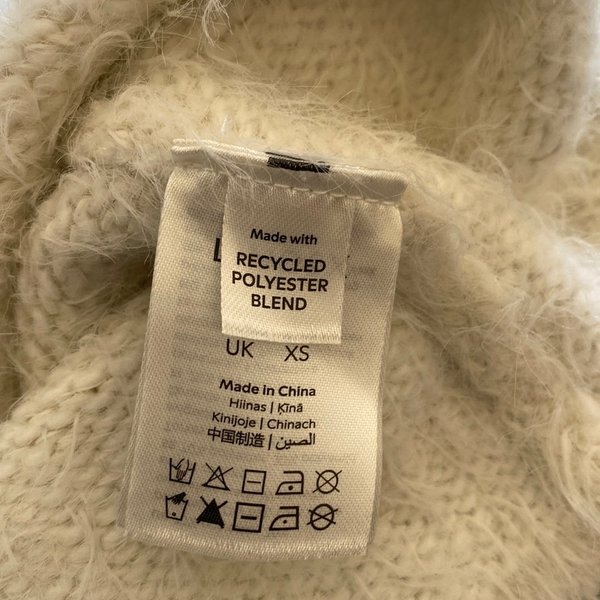 Made with
RECYCLED
POLYESTER
BLEND
UK XS
Made in China
Hiinas | Ķīnā
Kinijoje | Chinach
中国制造 | الصين